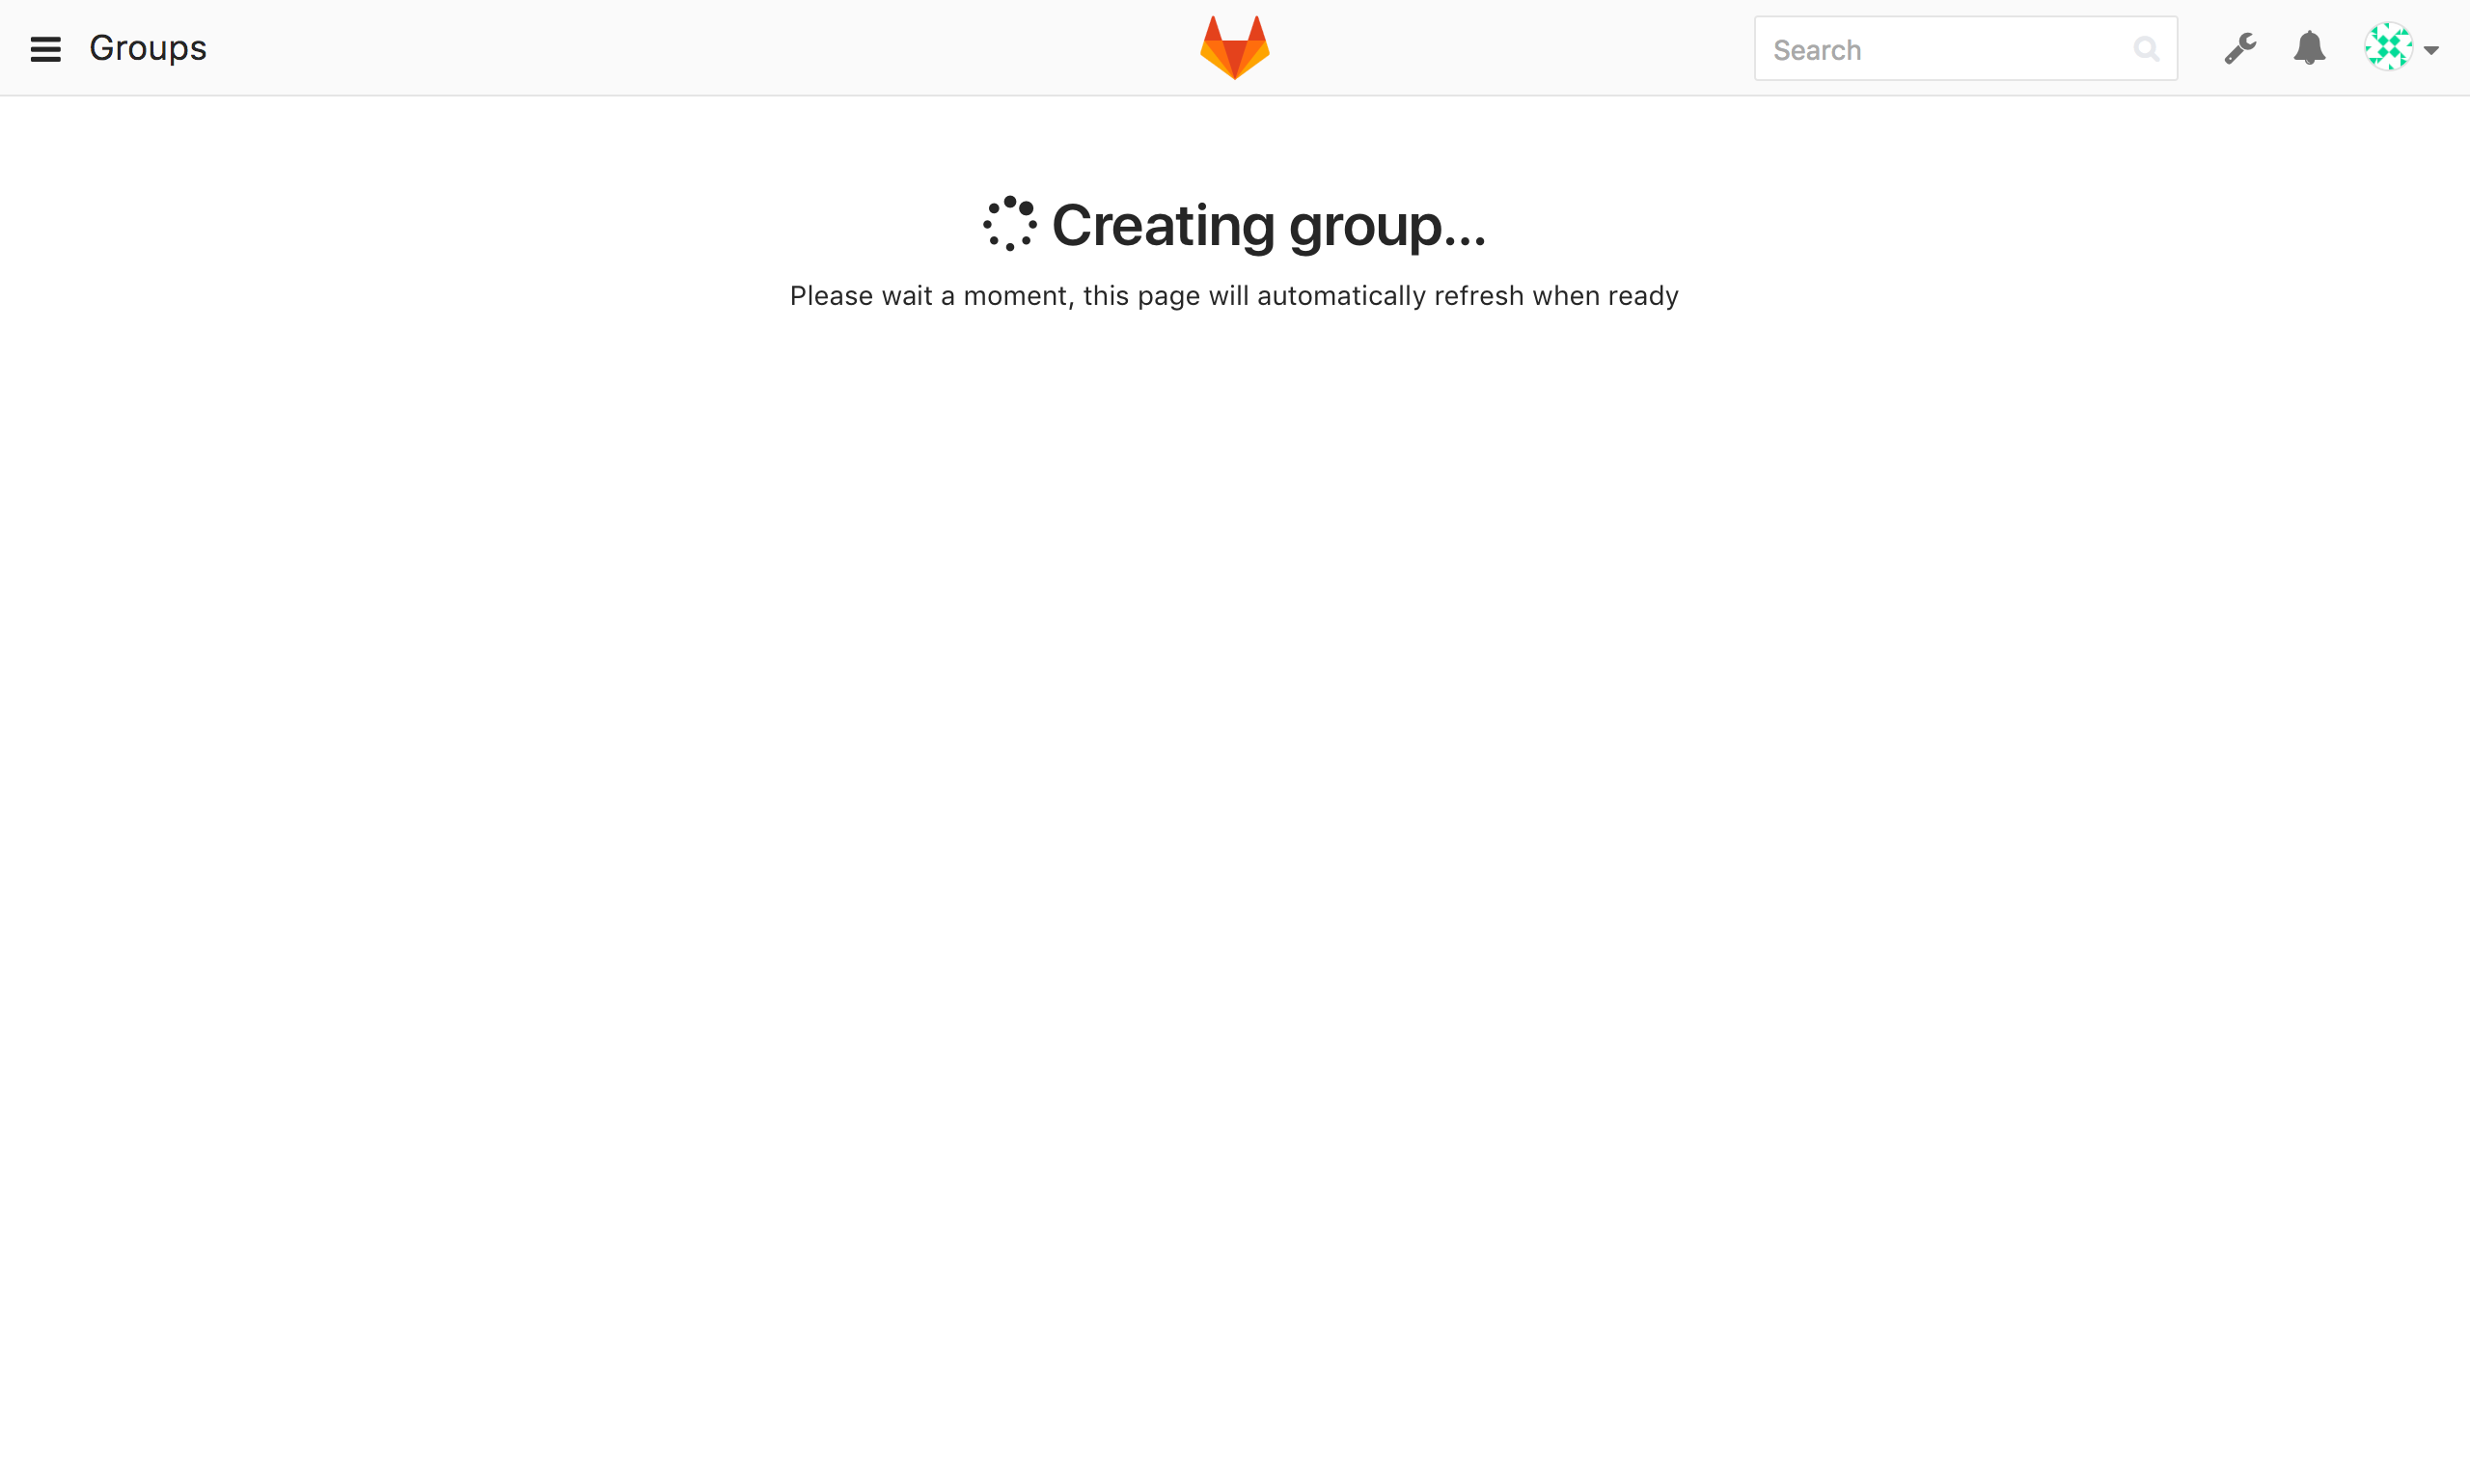 Groups
Search
Creating group...
Please wait a moment, this page will automatically refresh when ready